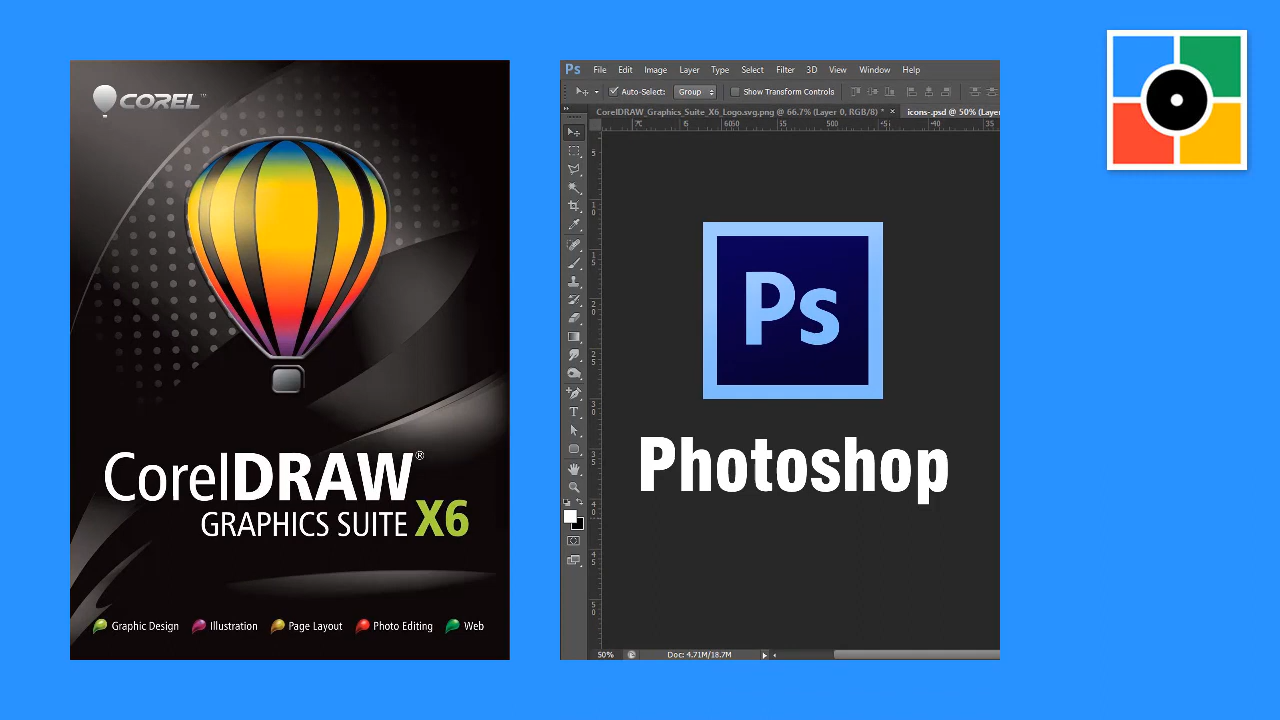 COREL™
CorelDRAW®
GRAPHICS SUITE X6
Graphic Design Illustration Page Layout Photo Editing Web
Ps File Edit Image Layer Type Select Filter 3D View Window Help
Auto-Select: Group Show Transform Controls
CorelDRAW_Graphics_Suite_X6_Logo.svg.png @ 66.7% (Layer 0, RGB/8) * × icons-.psd @ 50% (Layer
Ps
Photoshop
T
50% Doc: 4.71M/18.7M